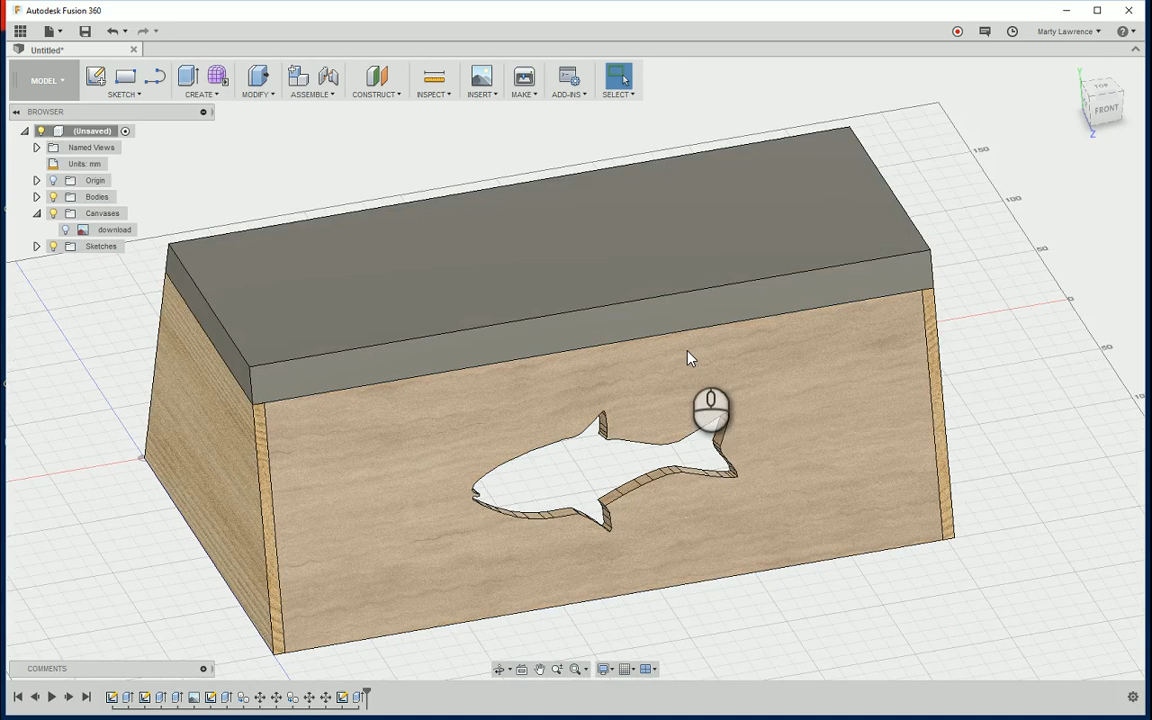 Autodesk Fusion 360
Marty Lawrence
Untitled*
MODEL
SKETCH
CREATE
MODIFY
ASSEMBLE
CONSTRUCT
INSPECT
INSERT
MAKE
ADD-INS
SELECT
BROWSER
(Unsaved)
Named Views
Units: mm
Origin
Bodies
Canvases
download
Sketches
TOP
FRONT
Y
Z
150
100
50
0
50
COMMENTS